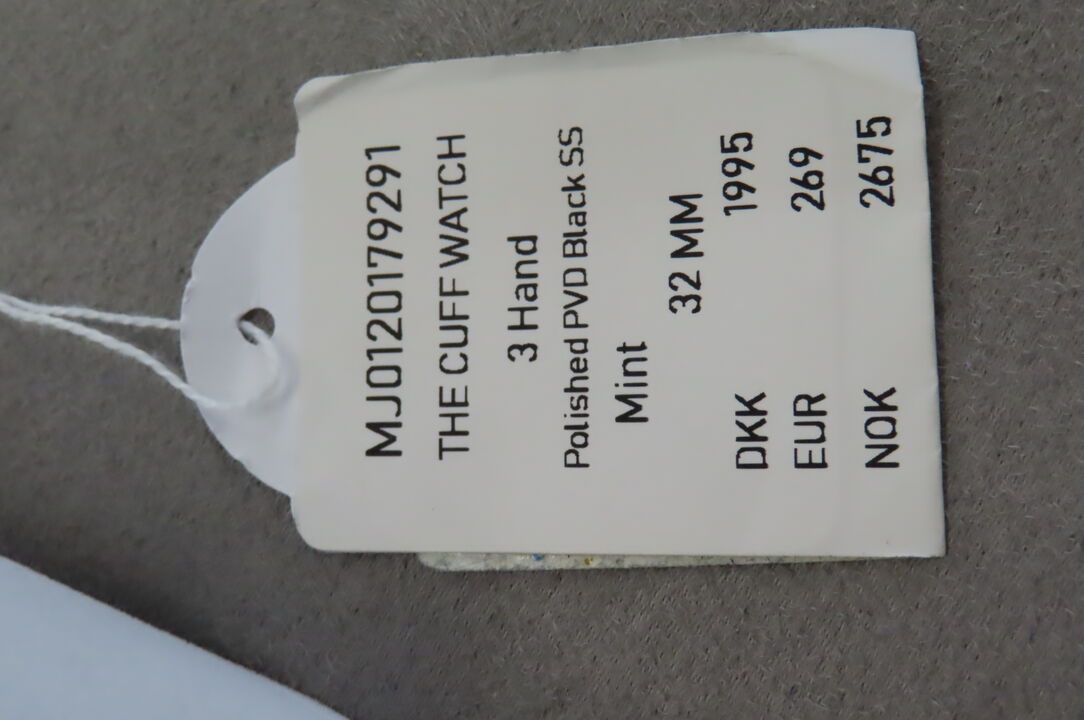 MJ0120179291
THE CUFF WATCH
3 Hand
Polished PVD Black SS
Mint
32 MM
DKK 1995
EUR 269
NOK 2675